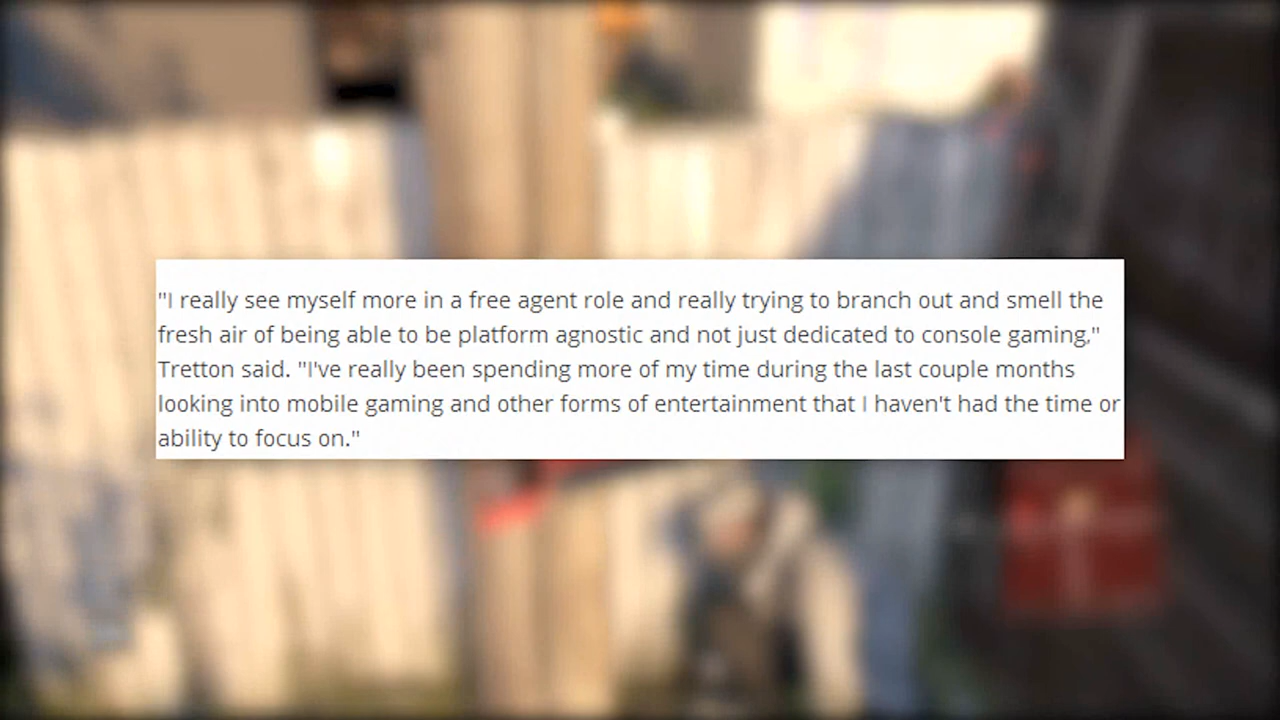 "I really see myself more in a free agent role and really trying to branch out and smell the
fresh air of being able to be platform agnostic and not just dedicated to console gaming,"
Tretton said. "I've really been spending more of my time during the last couple months
looking into mobile gaming and other forms of entertainment that I haven't had the time or
ability to focus on."